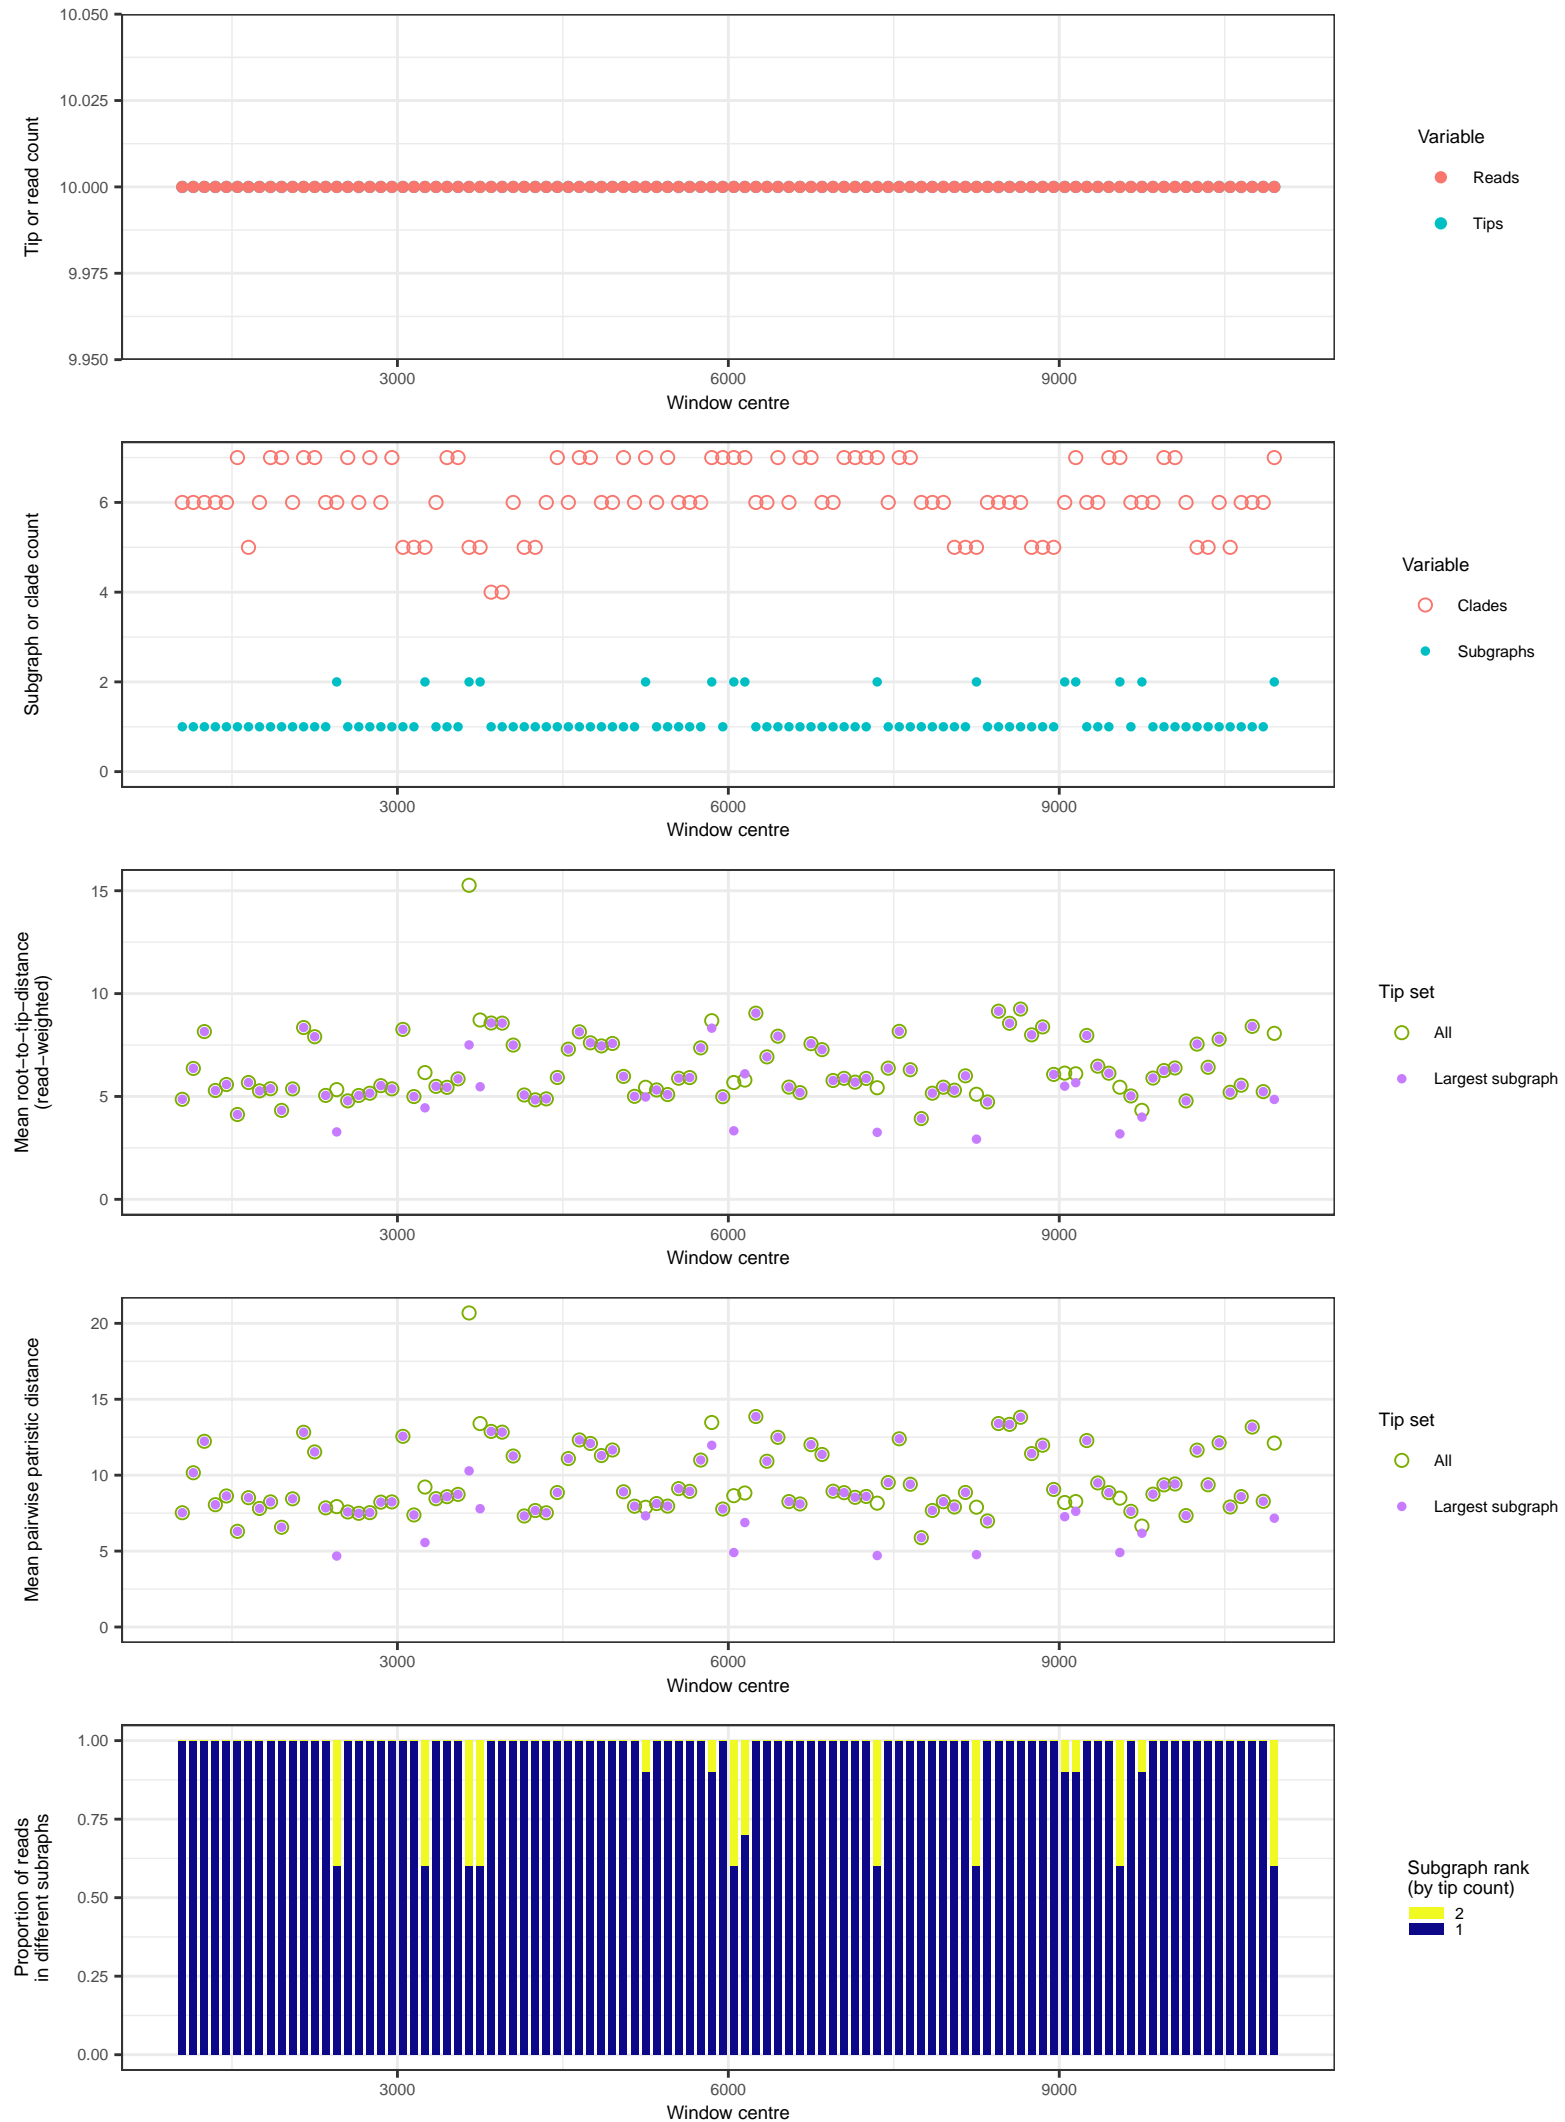 10.050
10.025
10.000
9.975
9.950
Tip or read count
3000 6000 9000
Window centre
Variable
Reads
Tips
6
4
2
0
Subgraph or clade count
3000 6000 9000
Window centre
Variable
Clades
Subgraphs
15
10
5
0
Mean root−to−tip−distance
(read−weighted)
3000 6000 9000
Window centre
Tip set
All
Largest subgraph
20
15
10
5
0
Mean pairwise patristic distance
3000 6000 9000
Window centre
Tip set
All
Largest subgraph
1.00
0.75
0.50
0.25
0.00
Proportion of reads
in different subraphs
3000 6000 9000
Window centre
Subgraph rank
(by tip count)
2
1